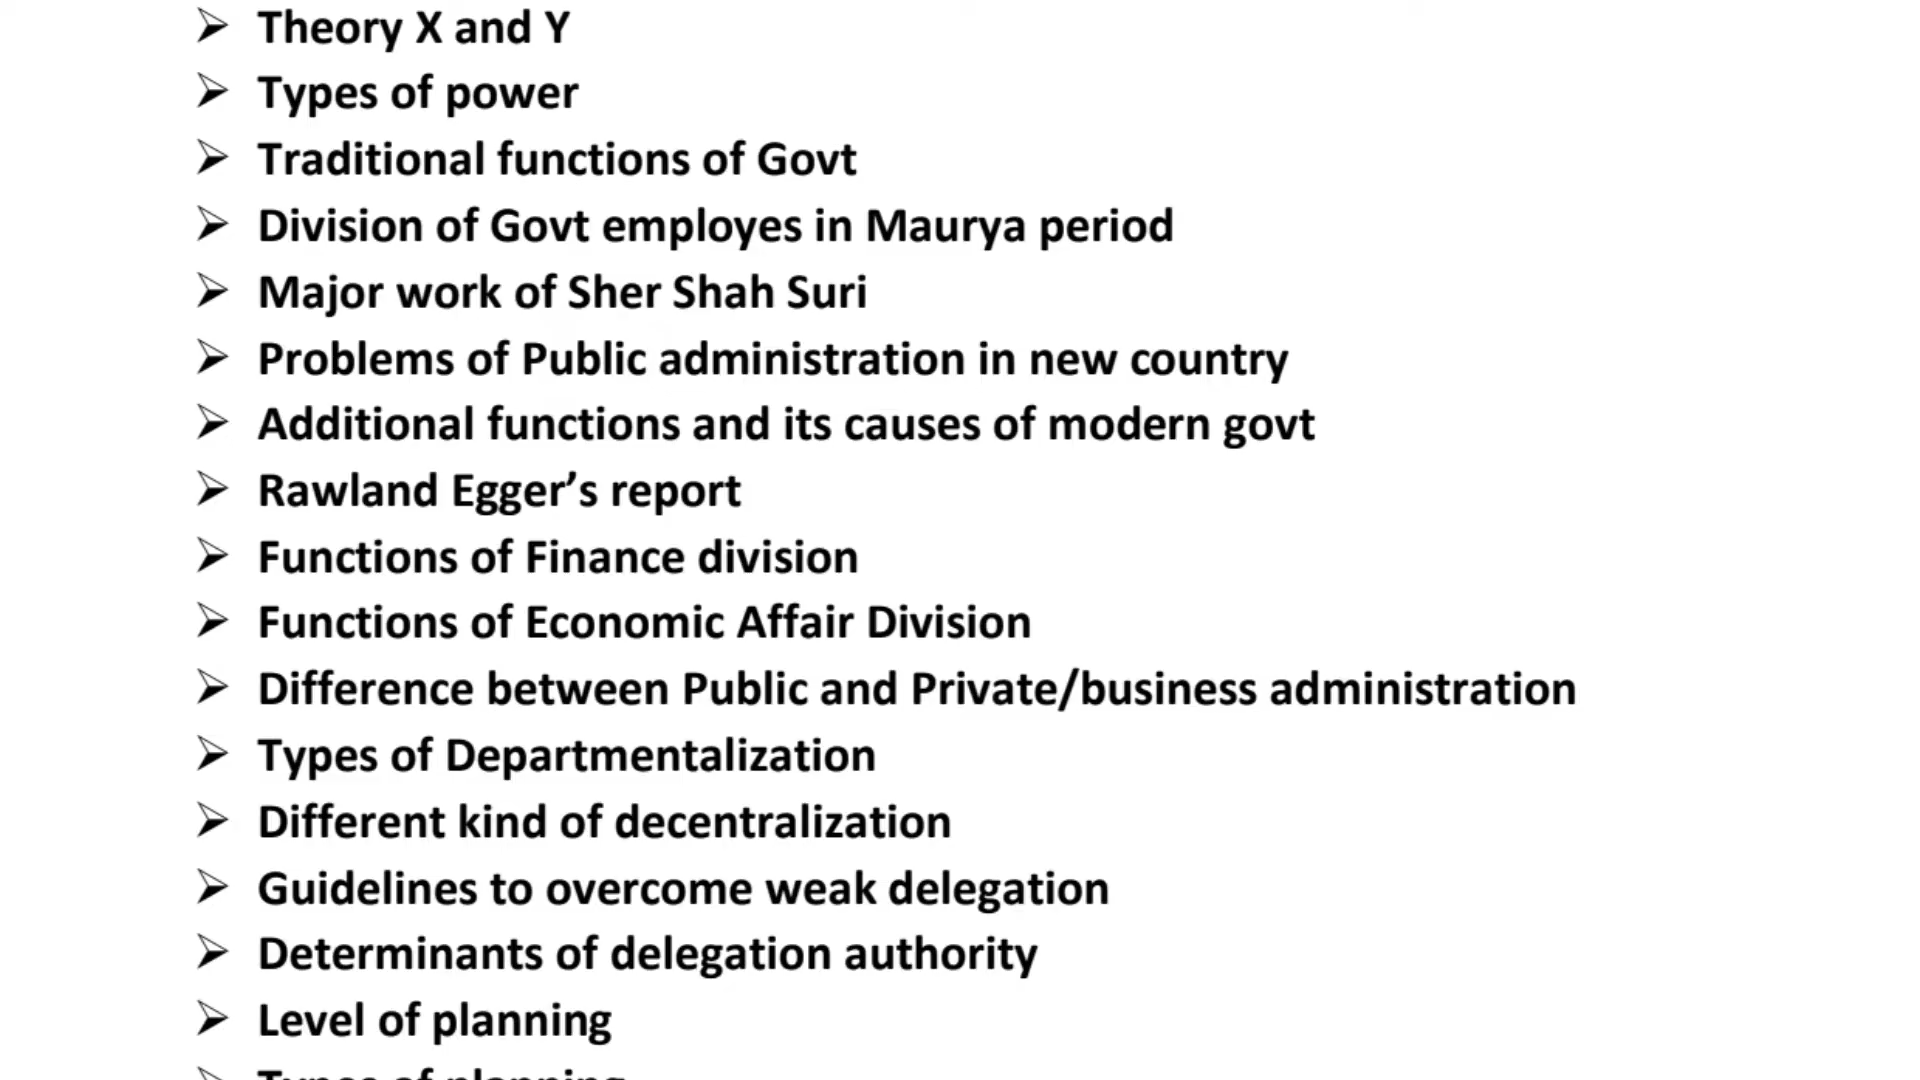 ➢ Theory X and Y
➢ Types of power
➢ Traditional functions of Govt
➢ Division of Govt employes in Maurya period
➢ Major work of Sher Shah Suri
➢ Problems of Public administration in new country
➢ Additional functions and its causes of modern govt
➢ Rawland Egger’s report
➢ Functions of Finance division
➢ Functions of Economic Affair Division
➢ Difference between Public and Private/business administration
➢ Types of Departmentalization
➢ Different kind of decentralization
➢ Guidelines to overcome weak delegation
➢ Determinants of delegation authority
➢ Level of planning
➢ Types of planning